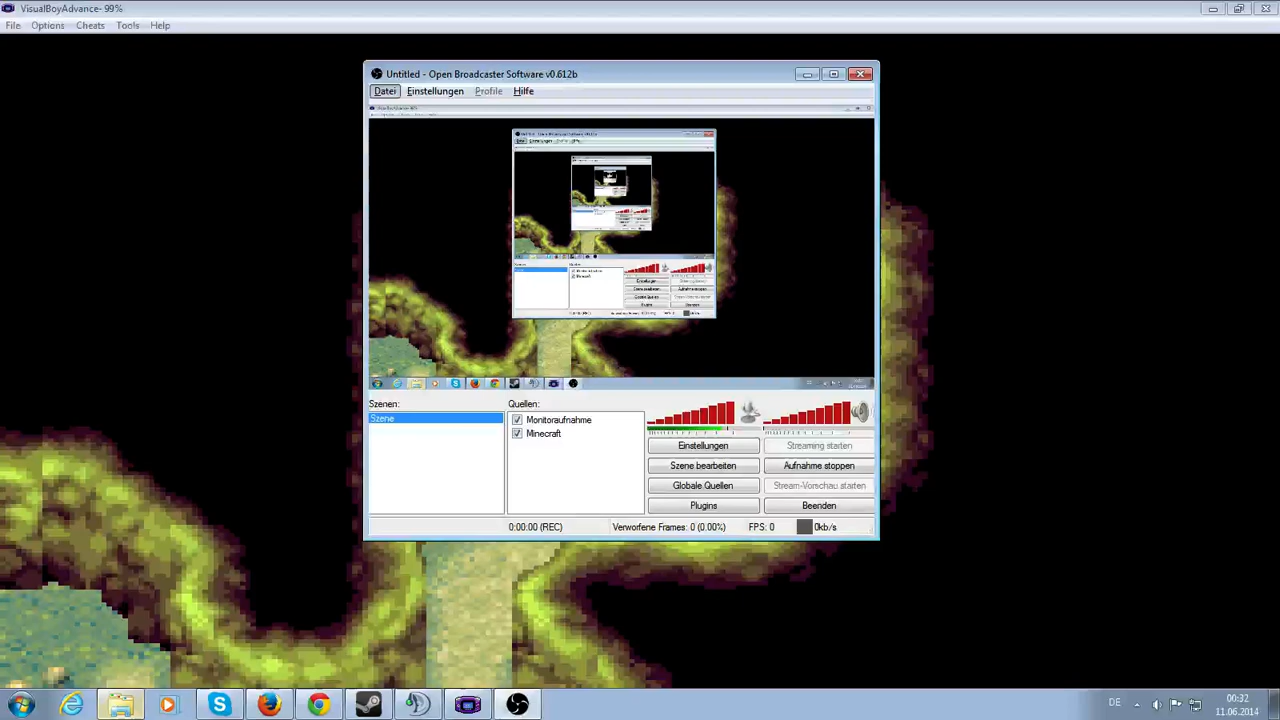 VisualBoyAdvance- 99%
File Options Cheats Tools Help
Untitled - Open Broadcaster Software v0.612b
Datei Einstellungen Profile Hilfe
Szenen: Quellen:
Szene
Monitoraufnahme
Minecraft
Einstellungen Streaming starten
Szene bearbeiten Aufnahme stoppen
Globale Quellen Stream-Vorschau starten
Plugins Beenden
0:00:00 (REC) Verworfene Frames: 0 (0.00%) FPS: 0 0kb/s
DE
00:32
11.06.2014